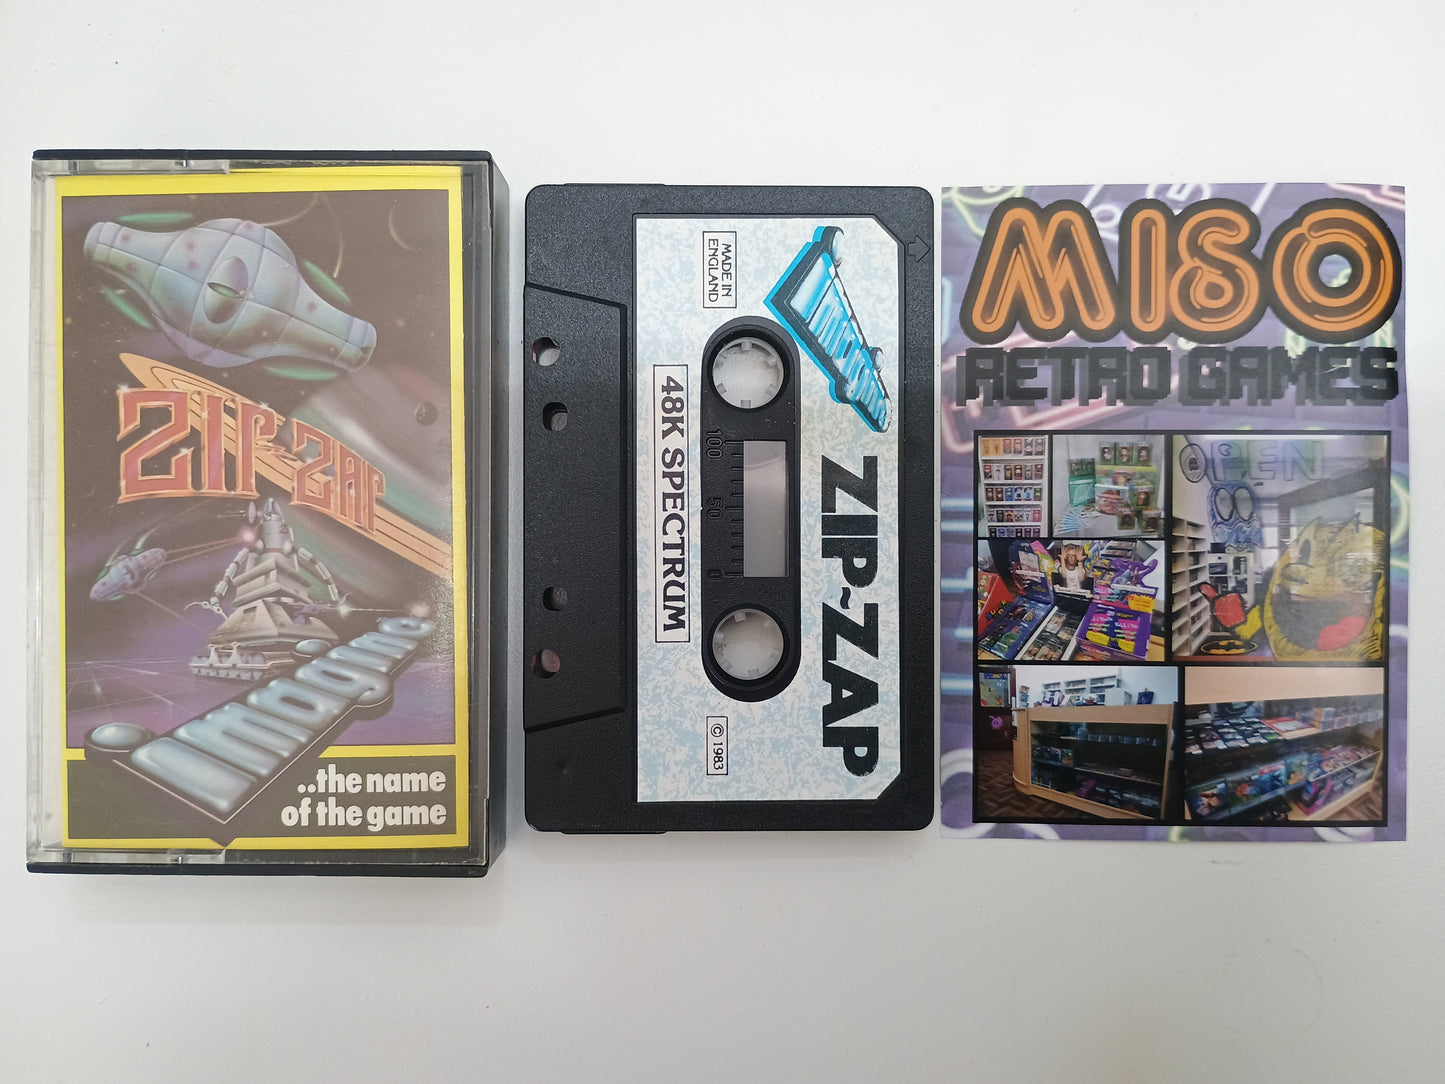 ZIP-ZAP
imagine
..the name
of the game
MADE IN
ENGLAND
imagine
ZIP-ZAP
48K SPECTRUM
100 50 0
© 1983
MISO
RETRO GAMES
OPEN